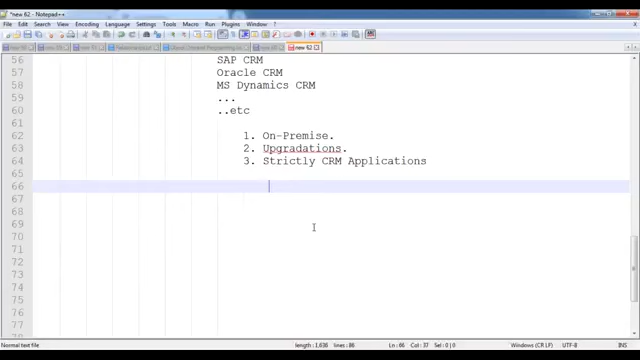 *new 62 - Notepad++
File Edit Search View Encoding Language Settings Tools Macro Run Plugins Window ?
new 62
56 SAP CRM
57 Oracle CRM
58 MS Dynamics CRM
59 ...
60 ..etc
61
62 1. On-Premise.
63 2. Upgradations.
64 3. Strictly CRM Applications
65
66
67
68
69
70
71
72
73
74
75
76
77
Normal text file length : 1,636 lines : 86 Ln : 66 Col : 37 Sel : 0 | 0 Windows (CR LF) UTF-8 INS